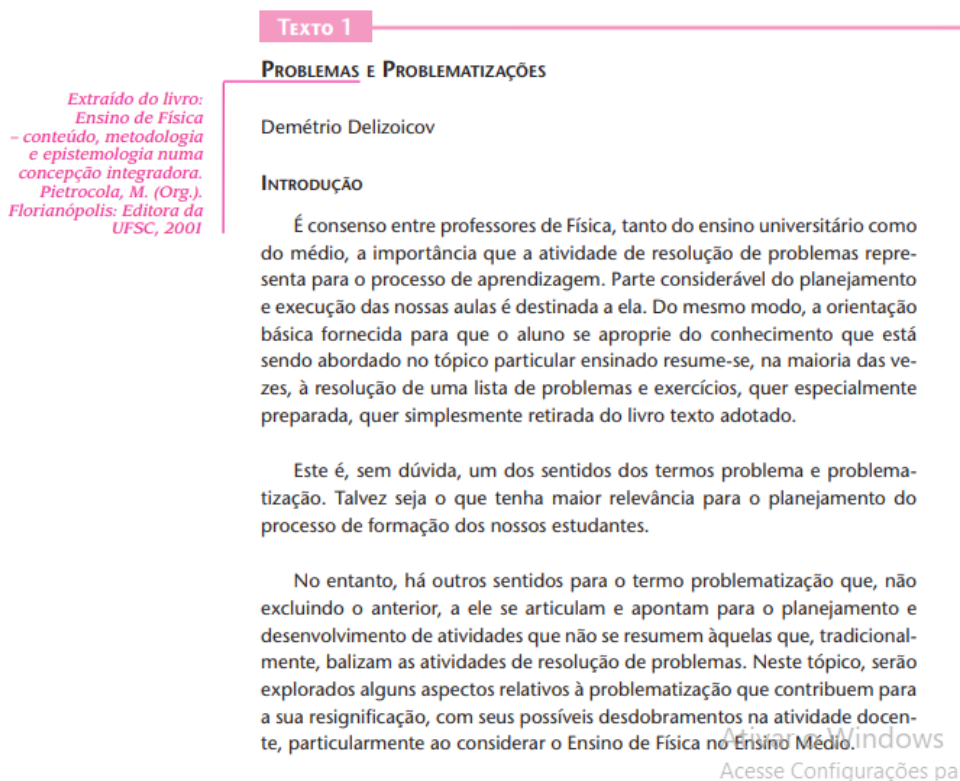 TEXTO 1
PROBLEMAS E PROBLEMATIZAÇÕES
Extraído do livro:
Ensino de Física
– conteúdo, metodologia
e epistemologia numa
concepção integradora.
Pietrocola, M. (Org.).
Florianópolis: Editora da
UFSC, 2001
Demétrio Delizoicov
INTRODUÇÃO
É consenso entre professores de Física, tanto do ensino universitário como
do médio, a importância que a atividade de resolução de problemas repre-
senta para o processo de aprendizagem. Parte considerável do planejamento
e execução das nossas aulas é destinada a ela. Do mesmo modo, a orientação
básica fornecida para que o aluno se aproprie do conhecimento que está
sendo abordado no tópico particular ensinado resume-se, na maioria das ve-
zes, à resolução de uma lista de problemas e exercícios, quer especialmente
preparada, quer simplesmente retirada do livro texto adotado.
Este é, sem dúvida, um dos sentidos dos termos problema e problema-
tização. Talvez seja o que tenha maior relevância para o planejamento do
processo de formação dos nossos estudantes.
No entanto, há outros sentidos para o termo problematização que, não
excluindo o anterior, a ele se articulam e apontam para o planejamento e
desenvolvimento de atividades que não se resumem àquelas que, tradicional-
mente, balizam as atividades de resolução de problemas. Neste tópico, serão
explorados alguns aspectos relativos à problematização que contribuem para
a sua resignificação, com seus possíveis desdobramentos na atividade docen-
te, particularmente ao considerar o Ensino de Física no Ensino Médio.
Ativar o Windows
Acesse Configurações pa